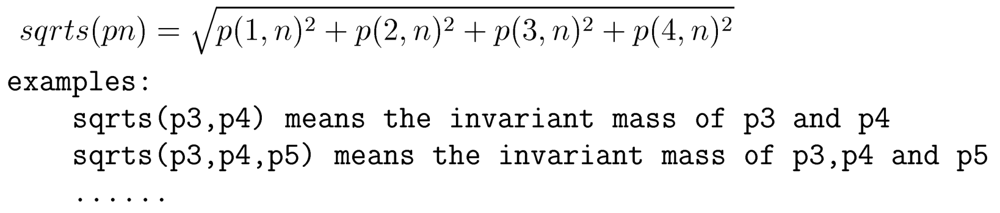 sqrts(pn) = √p(1, n)² + p(2, n)² + p(3, n)² + p(4, n)²
examples:
sqrts(p3,p4) means the invariant mass of p3 and p4
sqrts(p3,p4,p5) means the invariant mass of p3,p4 and p5
......